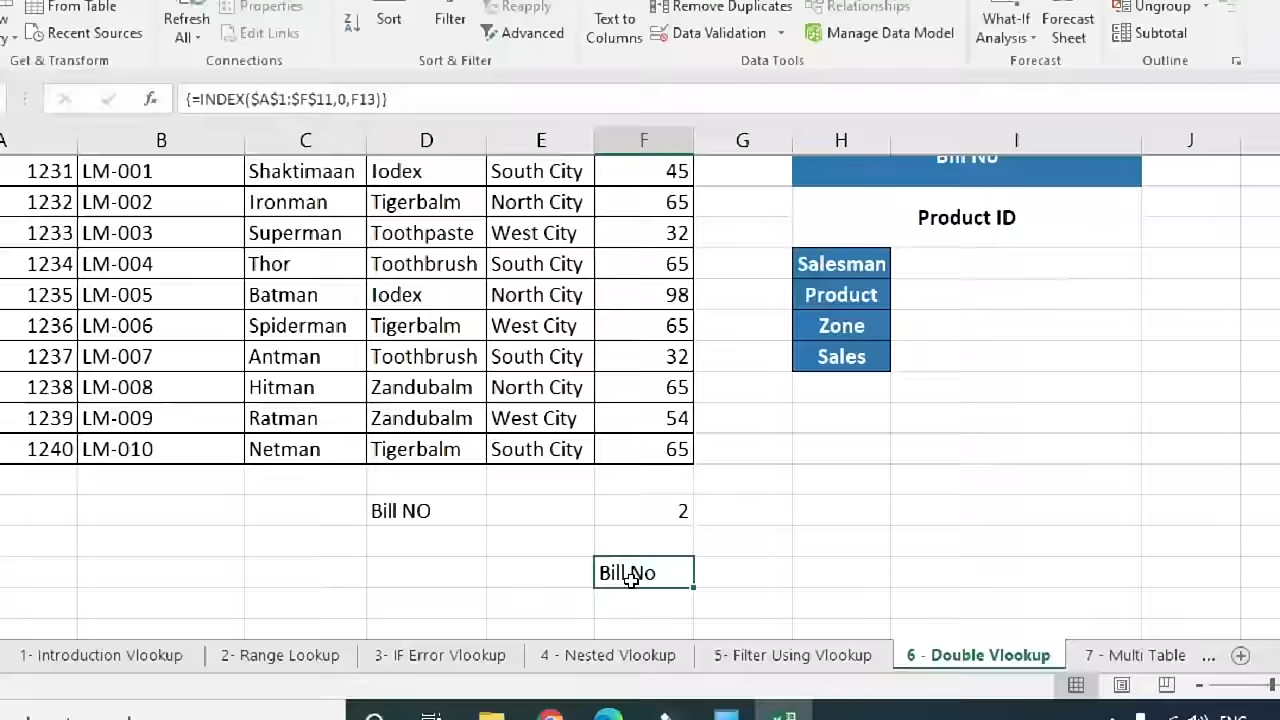 From Table
Properties
Reapply
Remove Duplicates
Relationships
Ungroup
Refresh All
Sort
Filter
Text to Columns
What-If Analysis
Forecast Sheet
Recent Sources
Edit Links
Advanced
Data Validation
Manage Data Model
Subtotal
Get & Transform
Connections
Sort & Filter
Data Tools
Forecast
Outline
fx {=INDEX($A$1:$F$11,0,F13)}
A B C D E F G H I J
1231 LM-001 Shaktimaan Iodex South City 45
Bill No
1232 LM-002 Ironman Tigerbalm North City 65
Product ID
1233 LM-003 Superman Toothpaste West City 32
1234 LM-004 Thor Toothbrush South City 65 Salesman
1235 LM-005 Batman Iodex North City 98 Product
1236 LM-006 Spiderman Tigerbalm West City 65 Zone
1237 LM-007 Antman Toothbrush South City 32 Sales
1238 LM-008 Hitman Zandubalm North City 65
1239 LM-009 Ratman Zandubalm West City 54
1240 LM-010 Netman Tigerbalm South City 65
Bill NO 2
Bill No
1- Introduction Vlookup 2- Range Lookup 3- IF Error Vlookup 4 - Nested Vlookup 5- Filter Using Vlookup 6 - Double Vlookup 7 - Multi Table ...